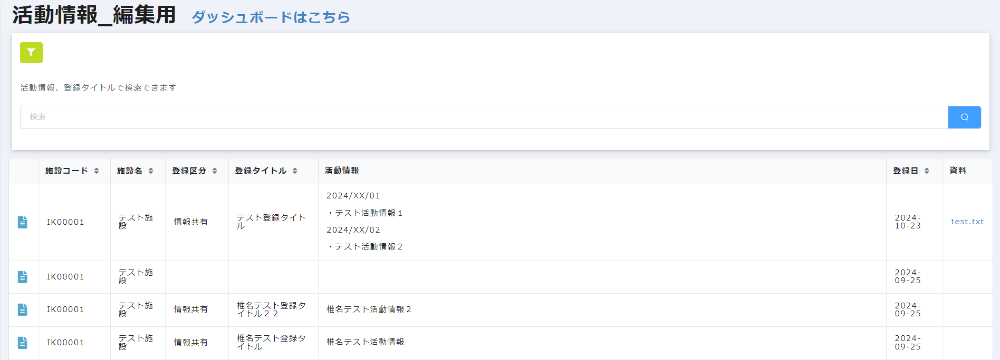 活動情報_編集用 ダッシュボードはこちら
活動情報、登録タイトルで検索できます
検索
施設コード 施設名 登録区分 登録タイトル 活動情報 登録日 資料
IK00001
テスト施
設
情報共有
テスト登録タイト
ル
2024/XX/01
・テスト活動情報１
2024/XX/02
・テスト活動情報２
2024-
10-23
test.txt
IK00001
テスト施
設
2024-
09-25
IK00001
テスト施
設
情報共有
椎名テスト登録タ
イトル２２
椎名テスト活動情報２
2024-
09-25
IK00001
テスト施
設
情報共有
椎名テスト登録タ
イトル
椎名テスト活動情報
2024-
09-25